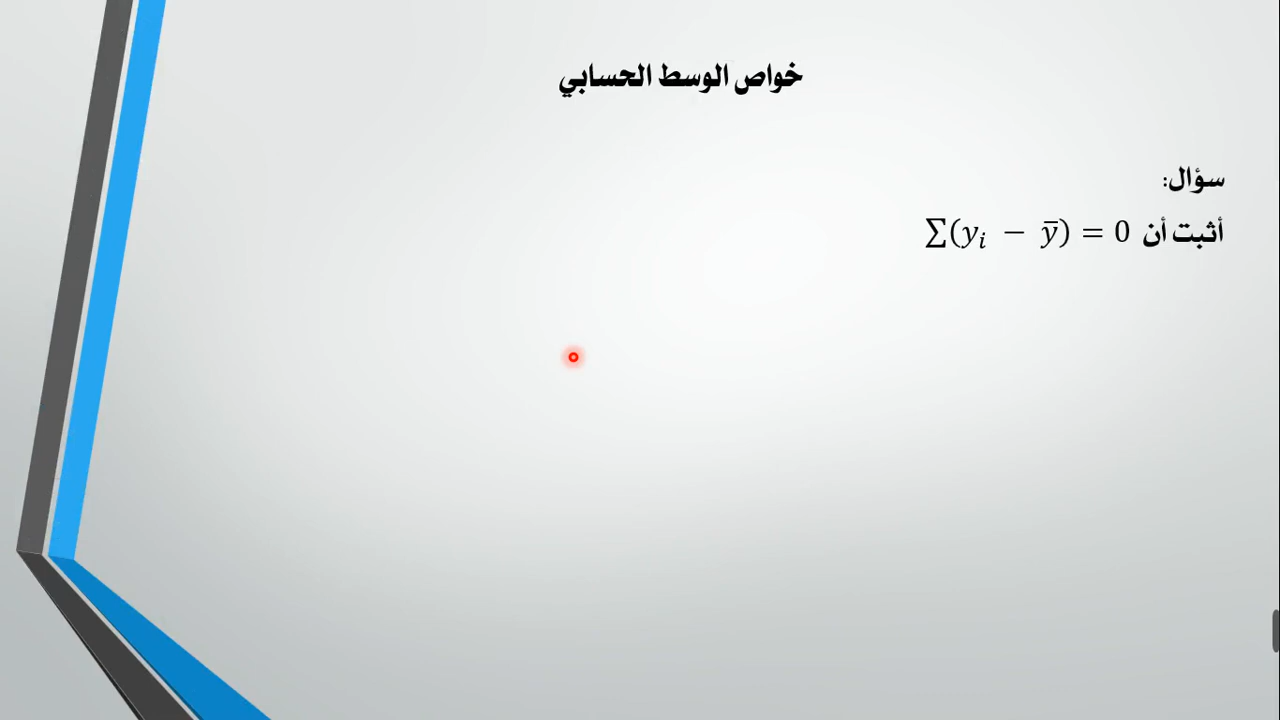 خواص الوسط الحسابي
سؤال:
أثبت أن ∑(yᵢ − ȳ) = 0